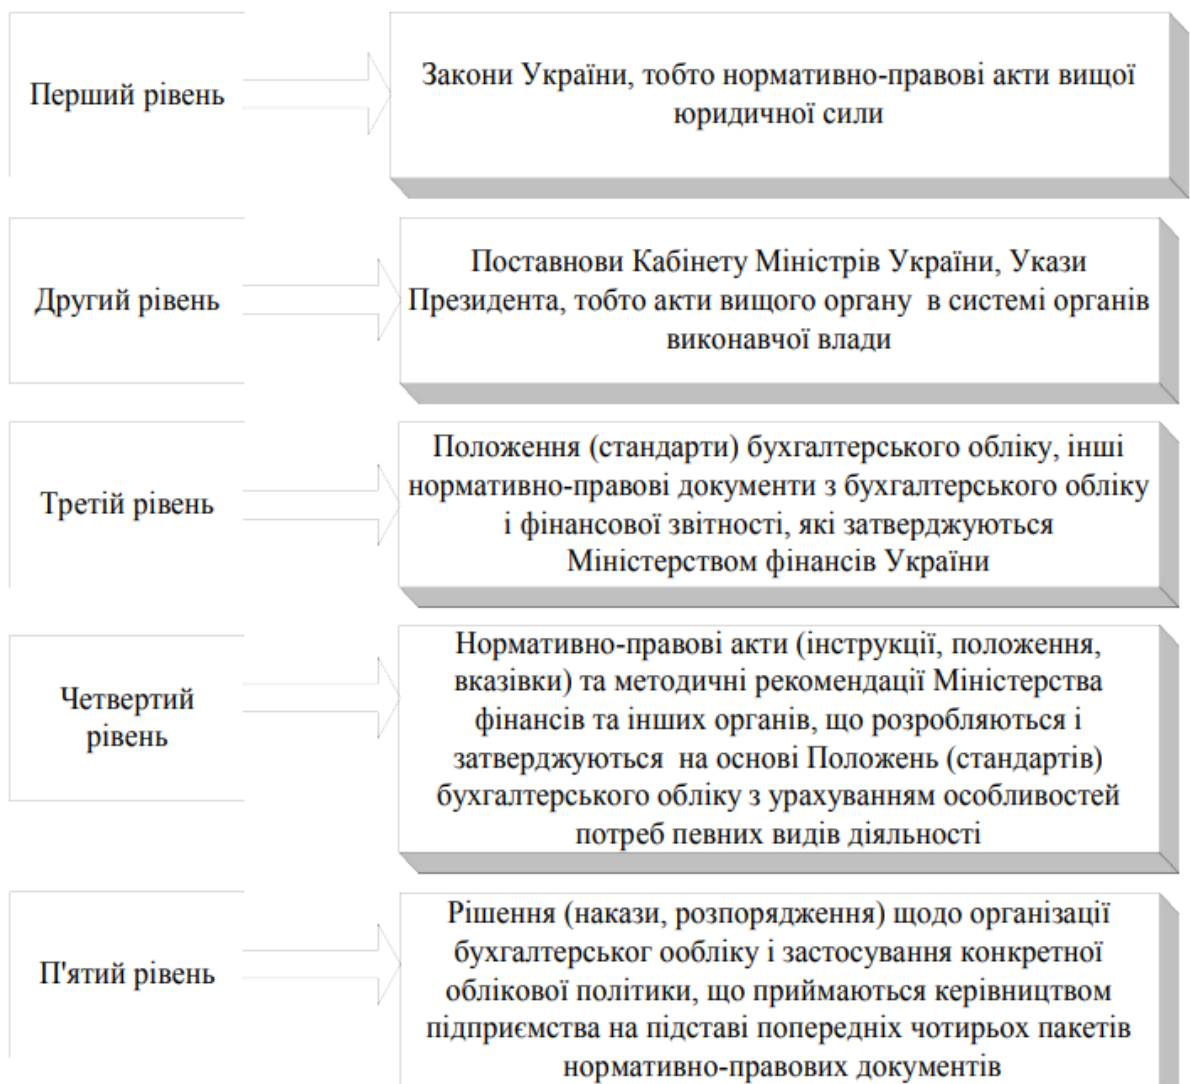 Перший рівень
Закони України, тобто нормативно-правові акти вищої
юридичної сили
Другий рівень
Поставнови Кабінету Міністрів України, Укази
Президента, тобто акти вищого органу в системі органів
виконавчої влади
Третій рівень
Положення (стандарти) бухгалтерського обліку, інші
нормативно-правові документи з бухгалтерського обліку
і фінансової звітності, які затверджуються
Міністерством фінансів України
Четвертий
рівень
Нормативно-правові акти (інструкції, положення,
вказівки) та методичні рекомендації Міністерства
фінансів та інших органів, що розробляються і
затверджуються на основі Положень (стандартів)
бухгалтерського обліку з урахуванням особливостей
потреб певних видів діяльності
П'ятий рівень
Рішення (накази, розпорядження) щодо організації
бухгалтерськог ообліку і застосування конкретної
облікової політики, що приймаються керівництвом
підприємства на підставі попередніх чотирьох пакетів
нормативно-правових документів